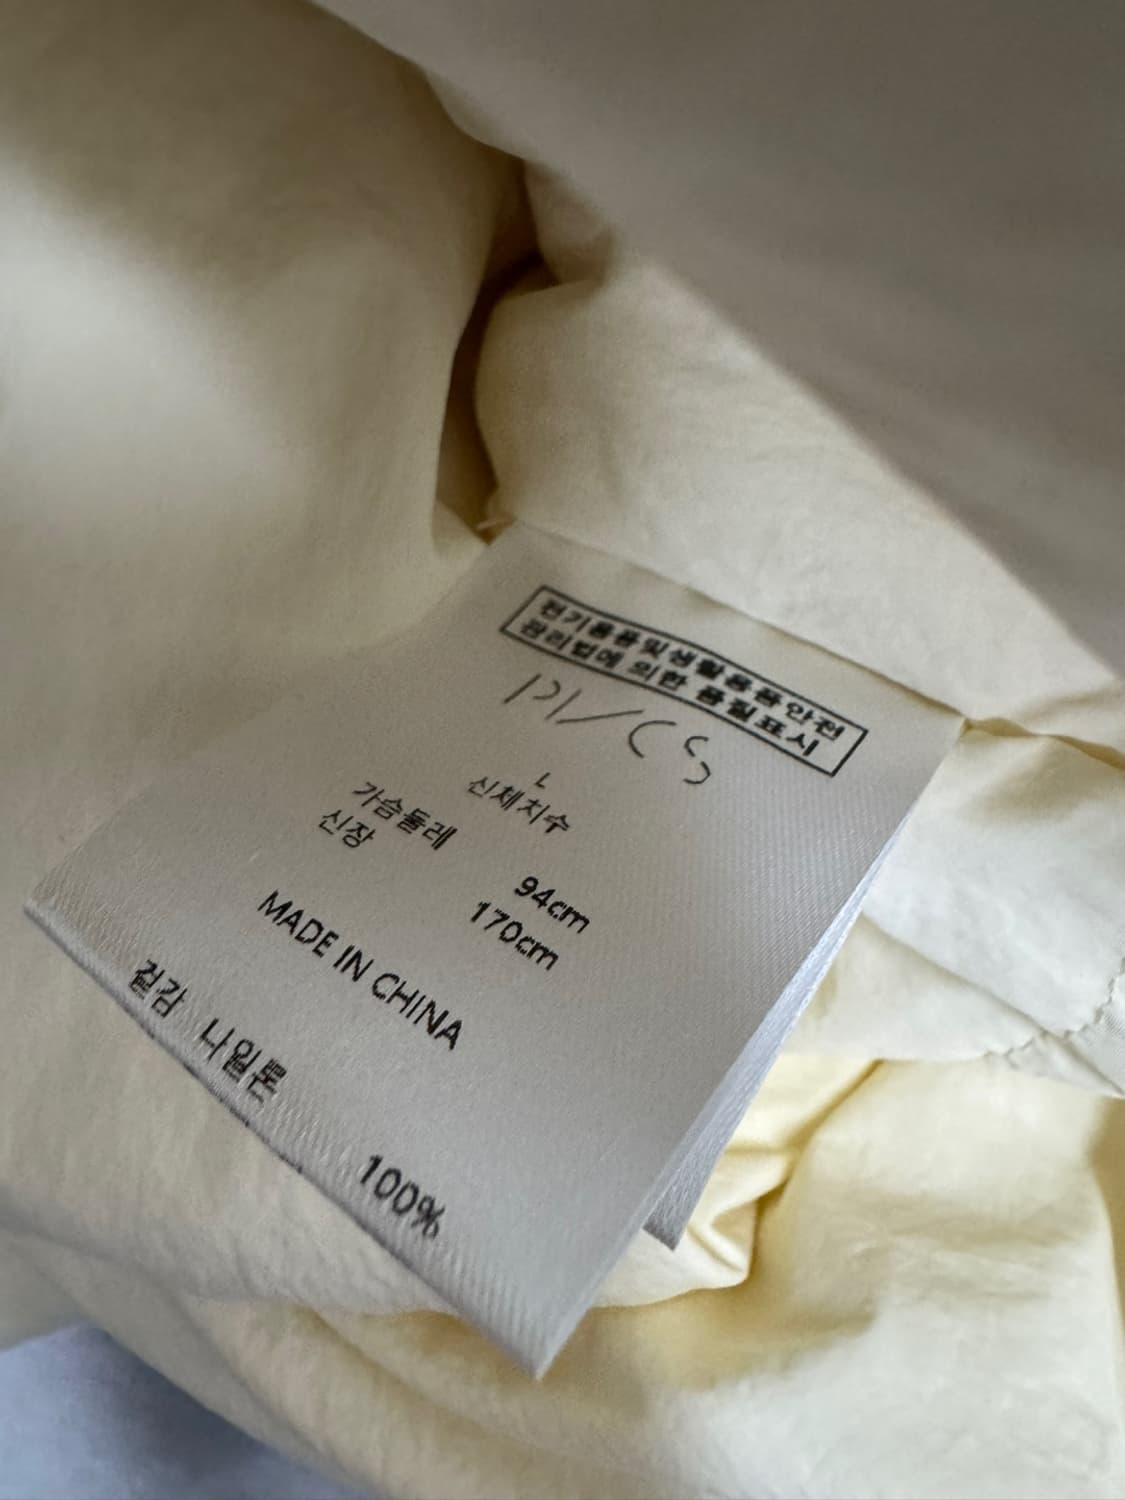 전기용품및생활용품안전
관리법에 의한 품질표시
L
신체치수
가슴둘레 94cm
신장 170cm
MADE IN CHINA
겉감 나일론 100%